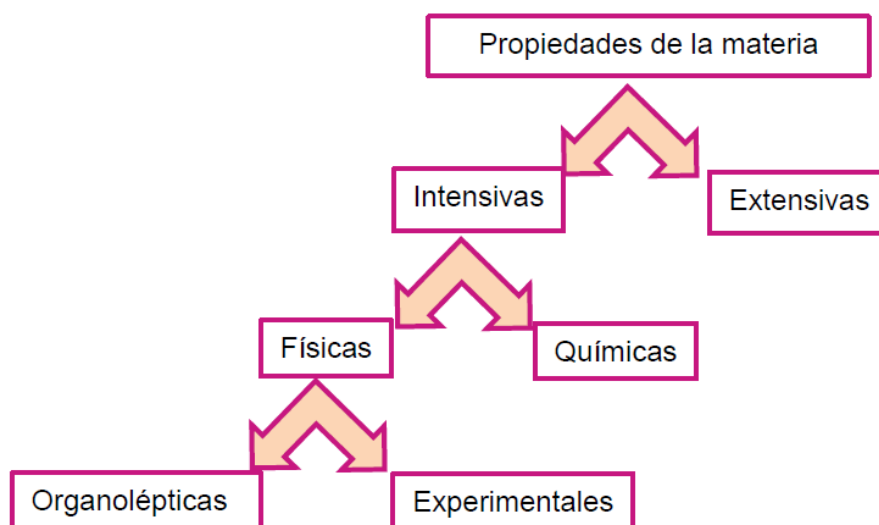 Propiedades de la materia
Intensivas
Extensivas
Físicas
Químicas
Organolépticas
Experimentales